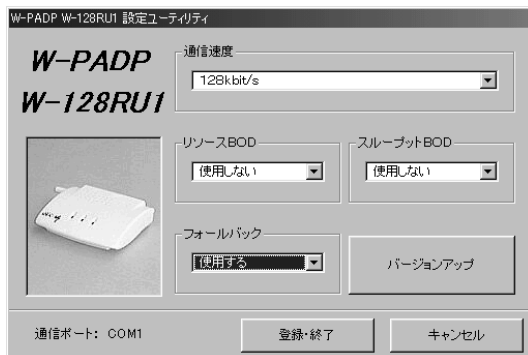 W-PADP W-128RU1 設定ユーティリティ
W-PADP
W-128RU1
通信速度
128kbit/s
リソースBOD
使用しない
スループットBOD
使用しない
フォールバック
使用する
バージョンアップ
通信ポート： COM1
登録・終了
キャンセル